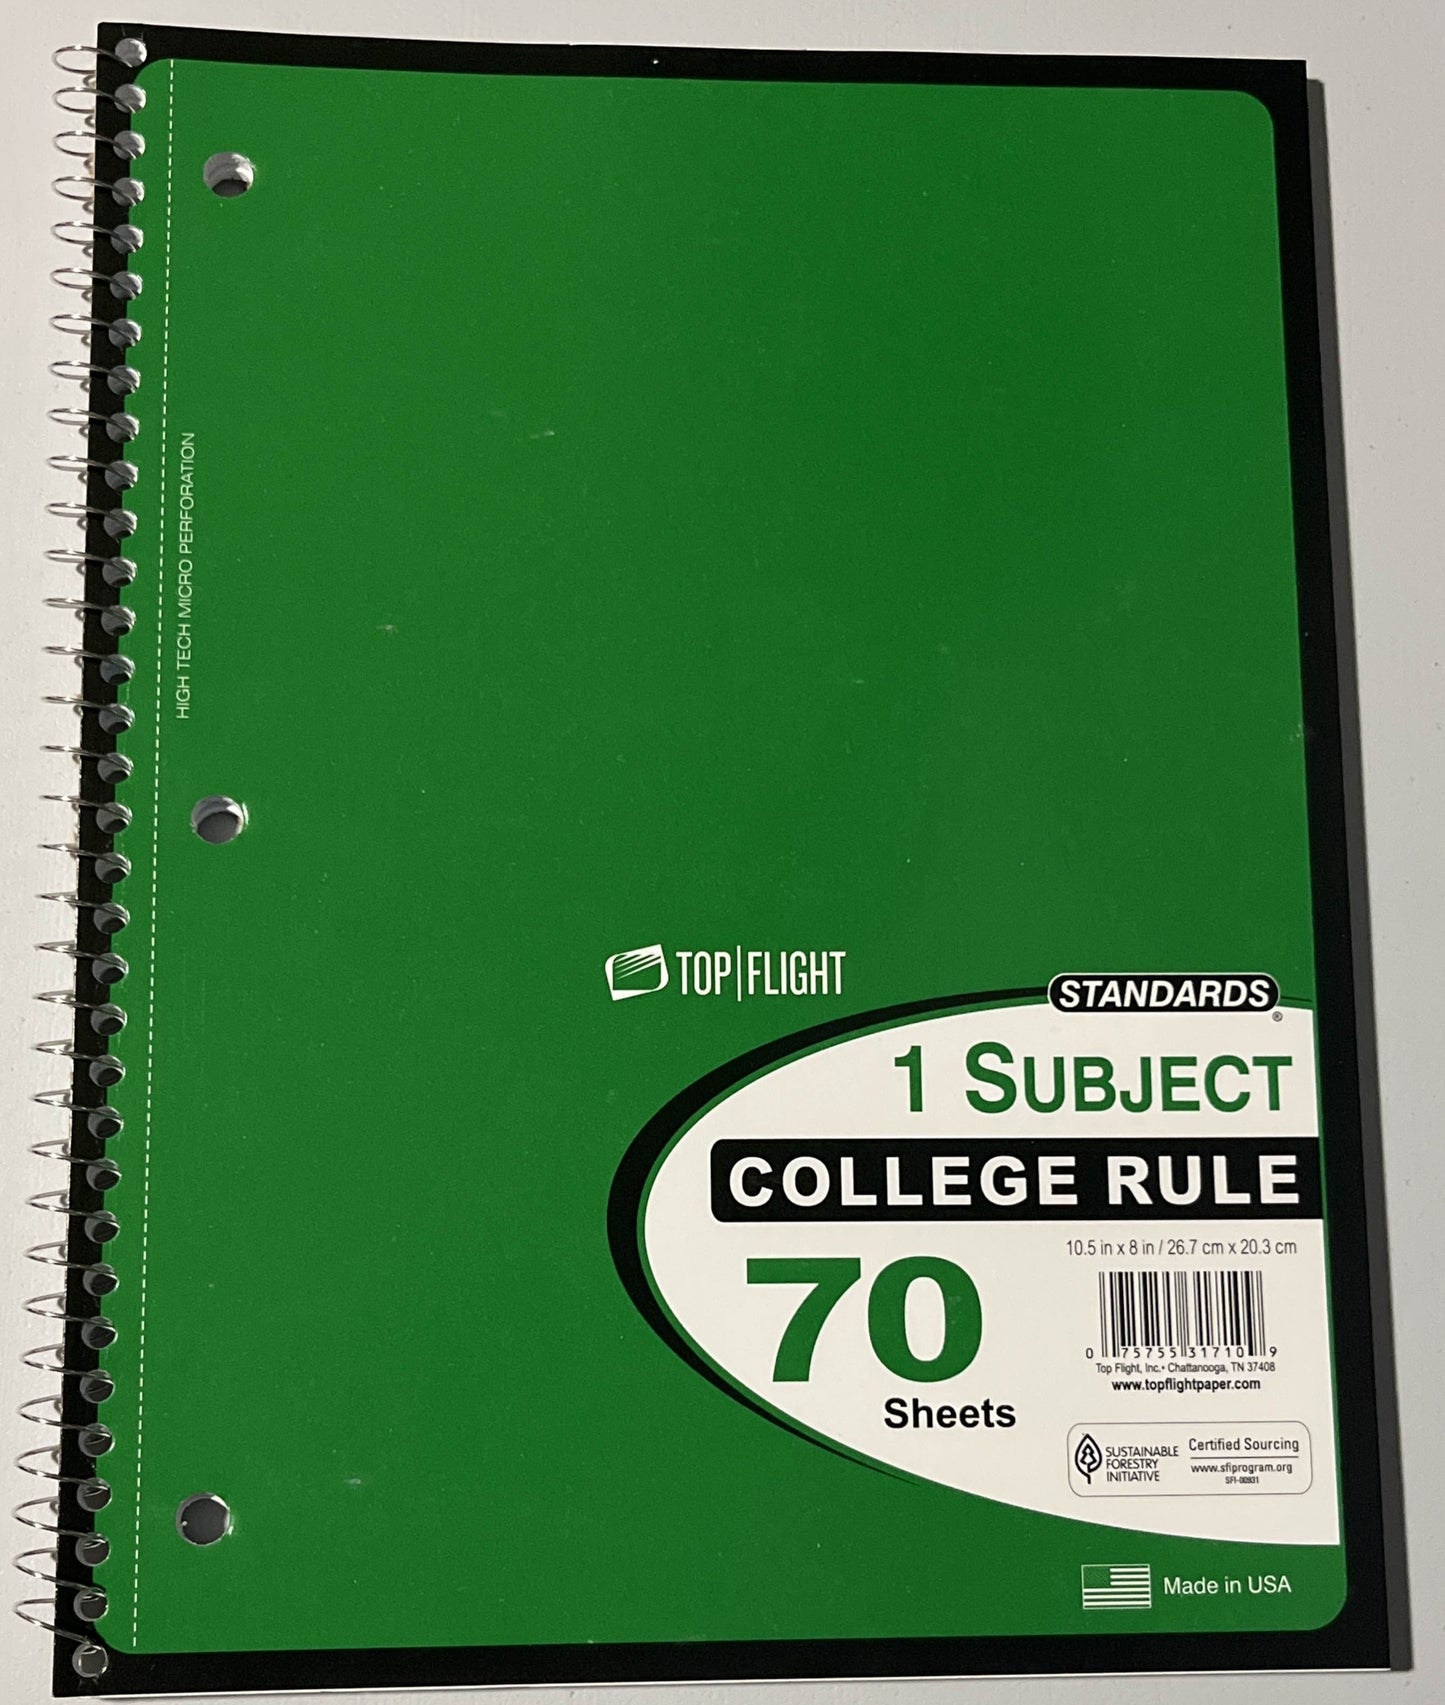 HIGH TECH MICRO PERFORATION
TOP|FLIGHT
STANDARDS®
1 SUBJECT
COLLEGE RULE
10.5 in x 8 in / 26.7 cm x 20.3 cm
70
Sheets
0 75755 31710 9
Top Flight, Inc. • Chattanooga, TN 37408
www.topflightpaper.com
SUSTAINABLE
FORESTRY
INITIATIVE
Certified Sourcing
www.sfiprogram.org
SFI-00931
Made in USA